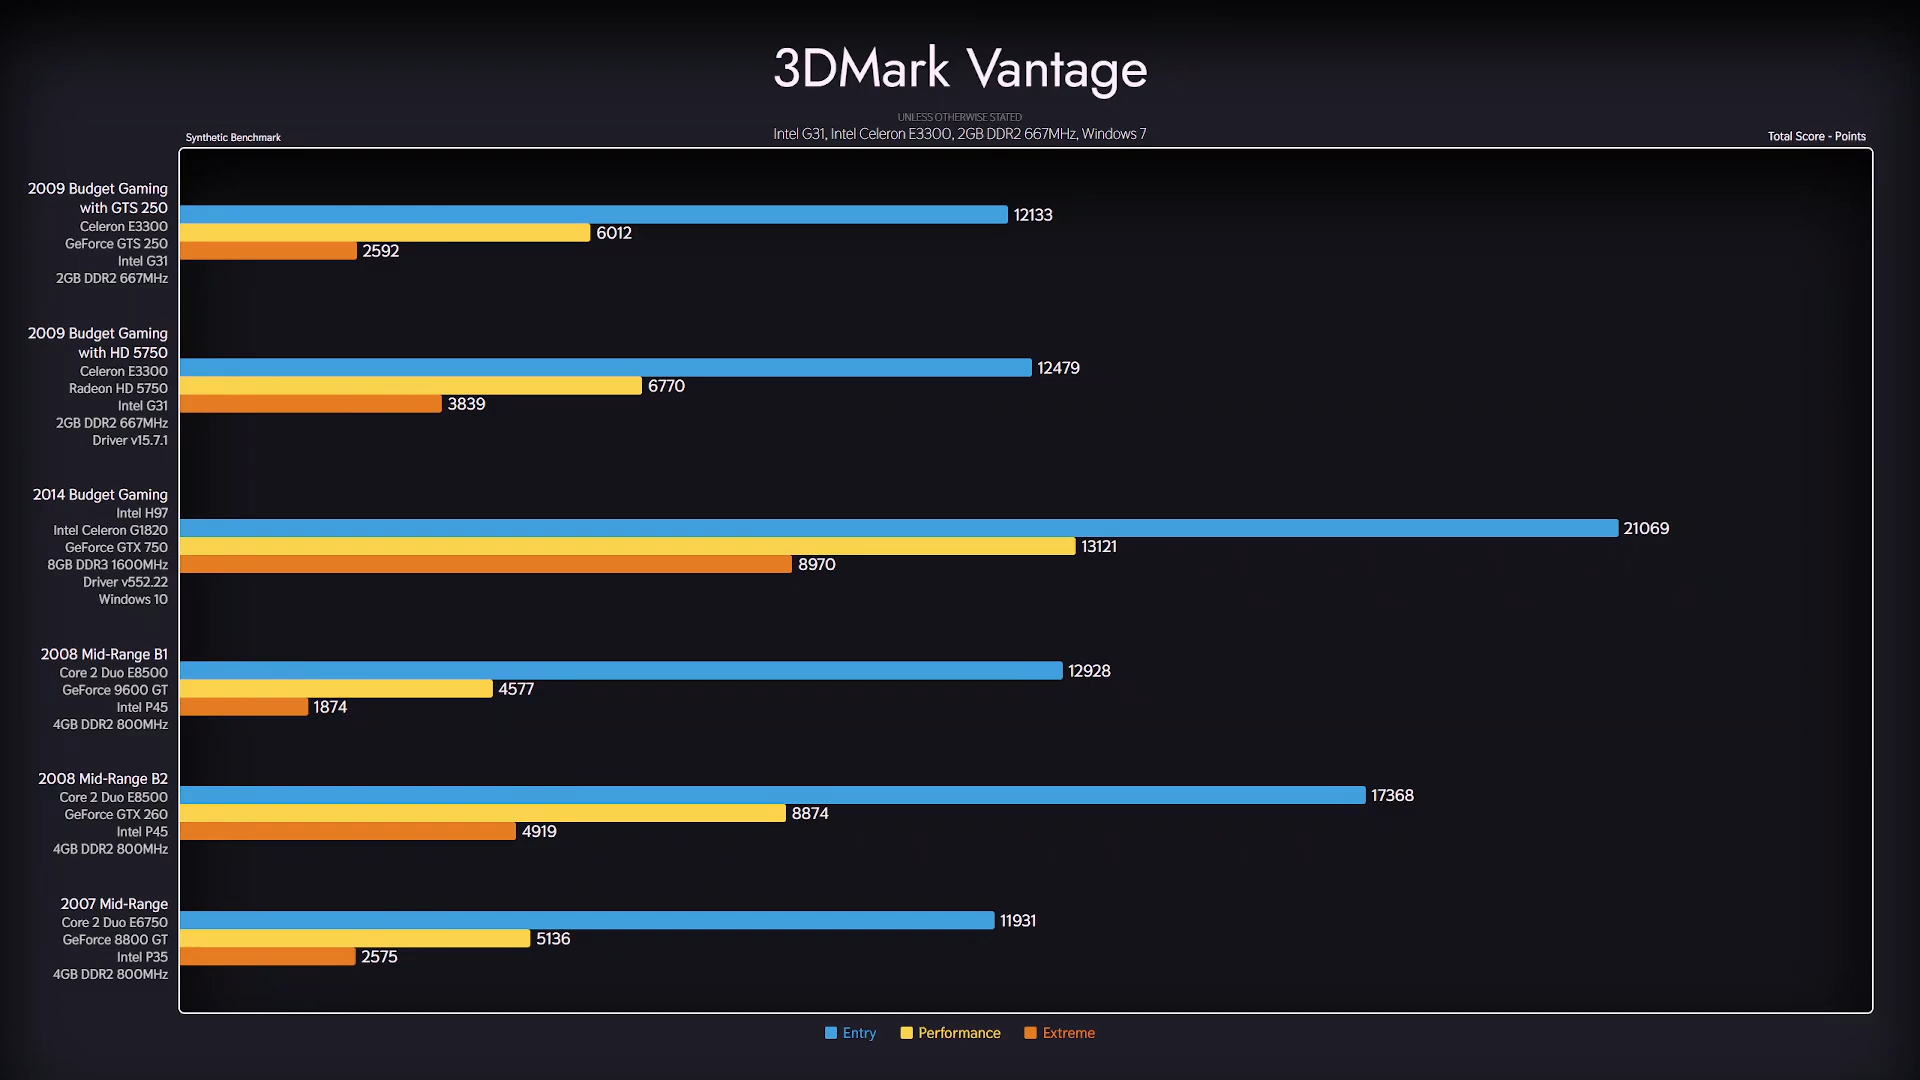 3DMark Vantage
UNLESS OTHERWISE STATED
Intel G31, Intel Celeron E3300, 2GB DDR2 667MHz, Windows 7
Synthetic Benchmark
Total Score - Points
2009 Budget Gaming
with GTS 250
Celeron E3300
GeForce GTS 250
Intel G31
2GB DDR2 667MHz
12133
6012
2592
2009 Budget Gaming
with HD 5750
Celeron E3300
Radeon HD 5750
Intel G31
2GB DDR2 667MHz
Driver v15.7.1
12479
6770
3839
2014 Budget Gaming
Intel H97
Intel Celeron G1820
GeForce GTX 750
8GB DDR3 1600MHz
Driver v552.22
Windows 10
21069
13121
8970
2008 Mid-Range B1
Core 2 Duo E8500
GeForce 9600 GT
Intel P45
4GB DDR2 800MHz
12928
4577
1874
2008 Mid-Range B2
Core 2 Duo E8500
GeForce GTX 260
Intel P45
4GB DDR2 800MHz
17368
8874
4919
2007 Mid-Range
Core 2 Duo E6750
GeForce 8800 GT
Intel P35
4GB DDR2 800MHz
11931
5136
2575
Entry
Performance
Extreme